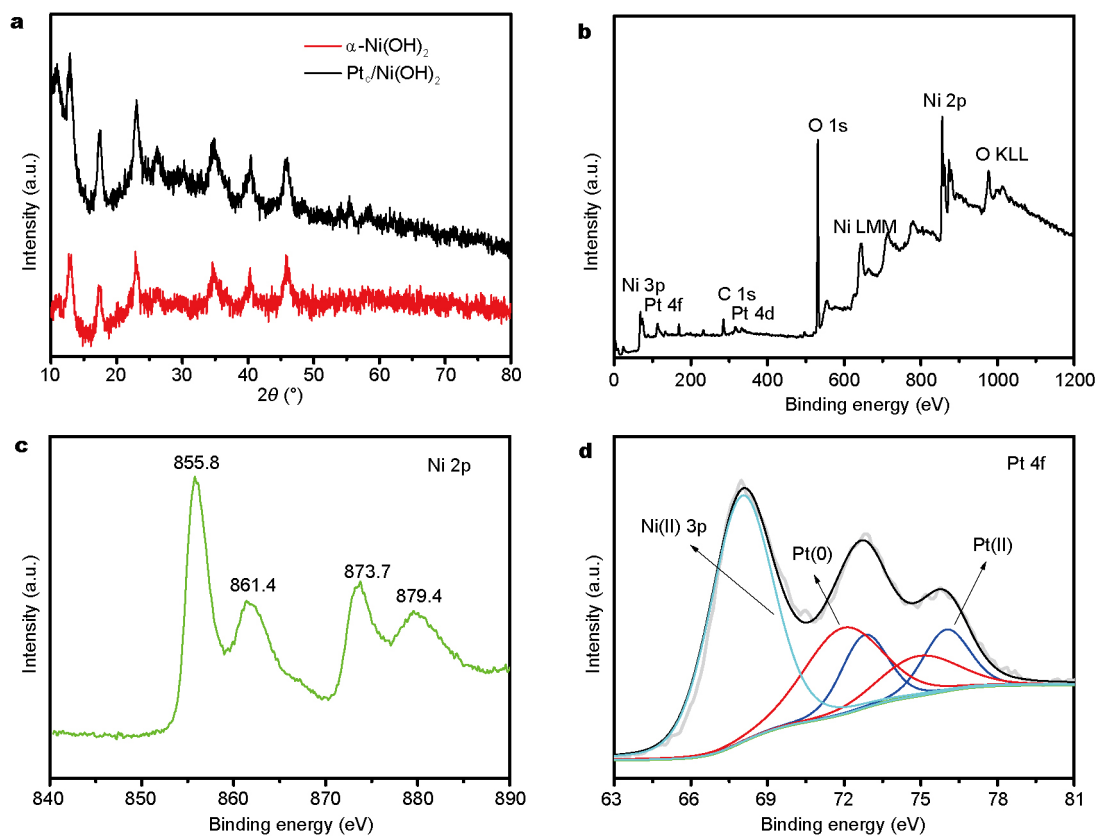 a
α-Ni(OH)₂
Pt꜀/Ni(OH)₂
Intensity (a.u.)
10 20 30 40 50 60 70 80
2θ (°)
b
Ni 2p
O 1s
O KLL
Ni LMM
Ni 3p
Pt 4f
C 1s
Pt 4d
Intensity (a.u.)
0 200 400 600 800 1000 1200
Binding energy (eV)
c
Ni 2p
855.8
861.4
873.7
879.4
Intensity (a.u.)
840 850 860 870 880 890
Binding energy (eV)
d
Pt 4f
Ni(II) 3p
Pt(0)
Pt(II)
Intensity (a.u.)
63 66 69 72 75 78 81
Binding energy (eV)